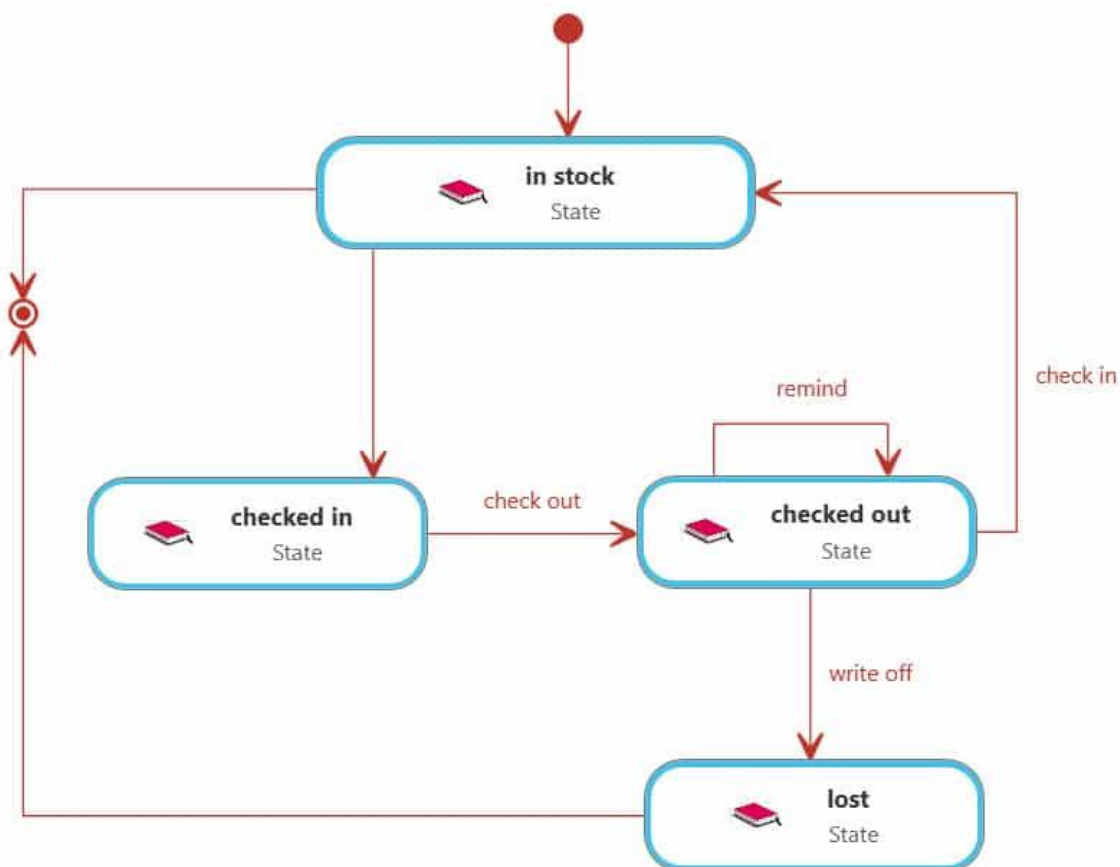 in stock
State
check in
remind
checked in
State
check out
checked out
State
write off
lost
State